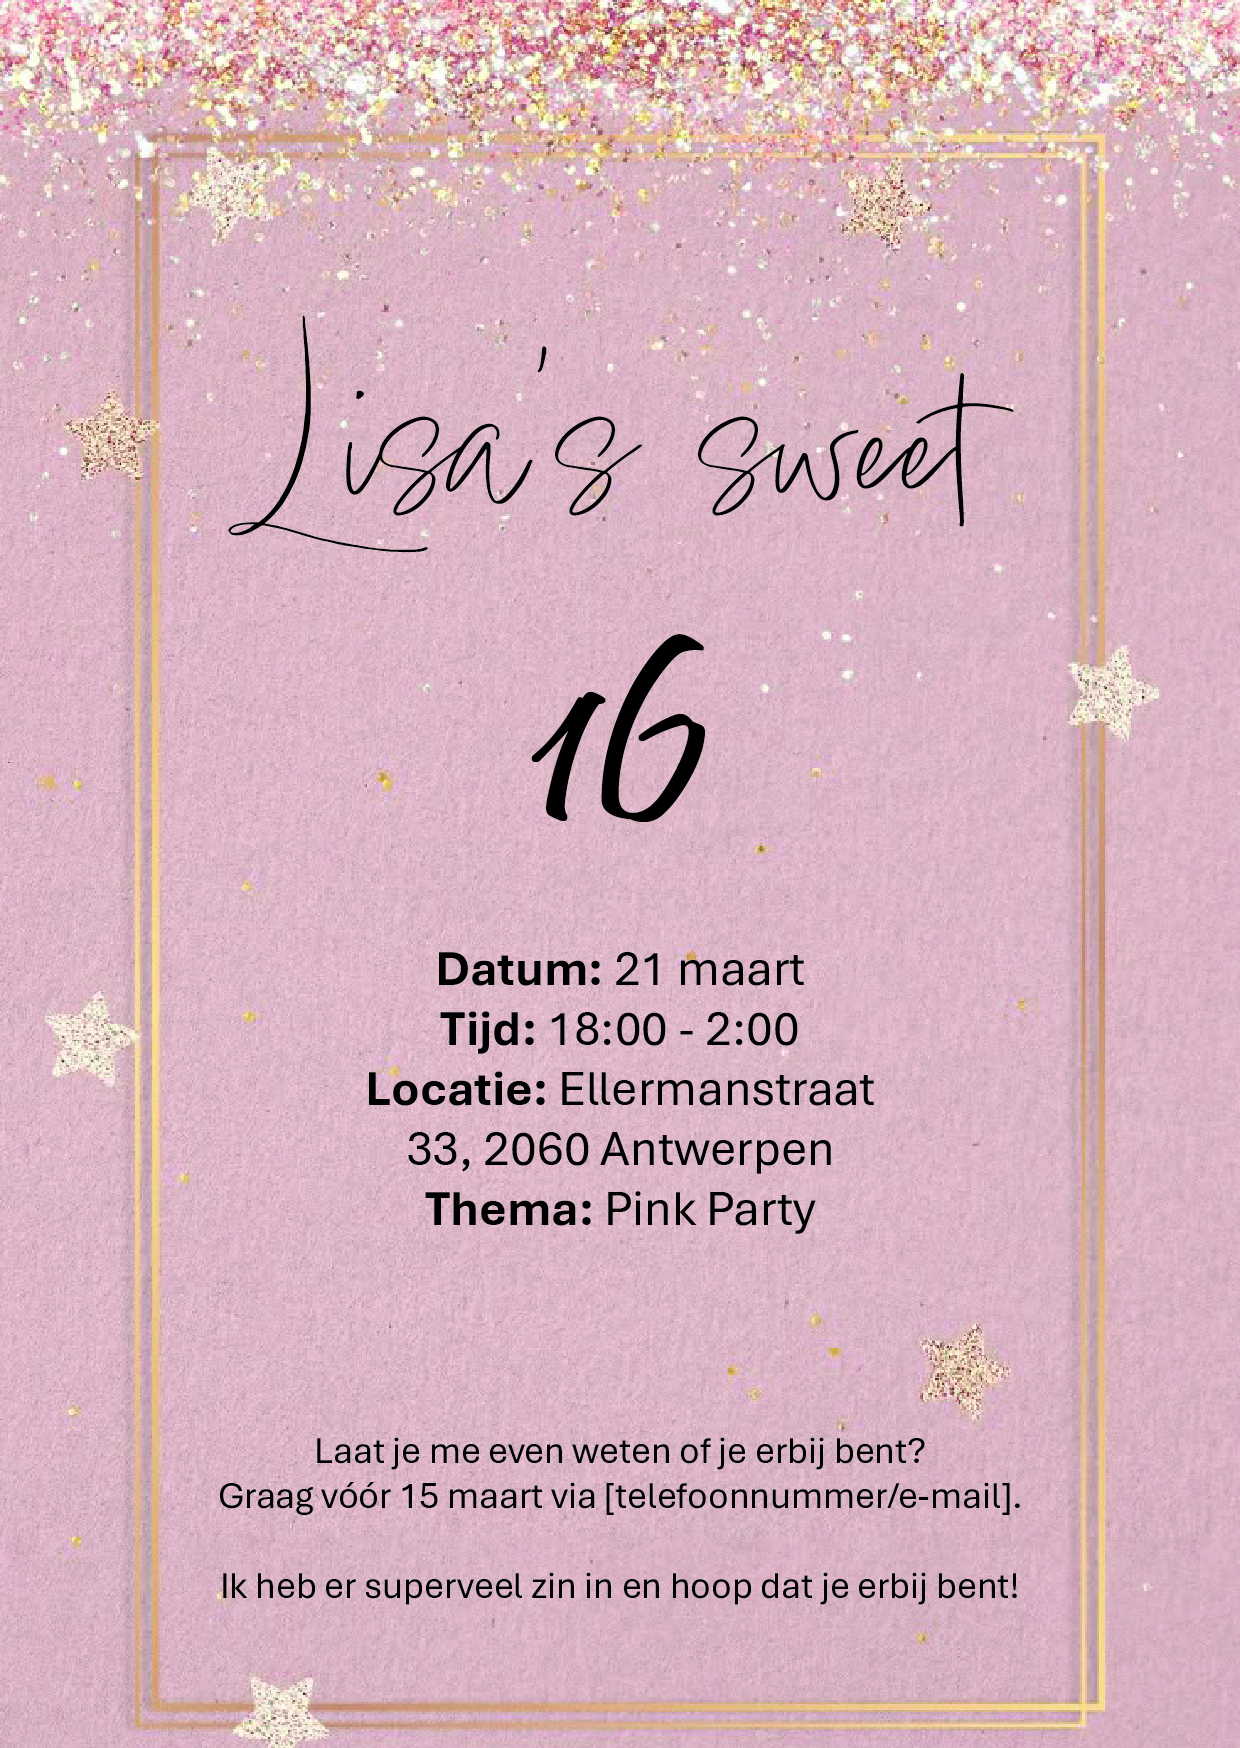 Lisa's sweet
16
Datum: 21 maart
Tijd: 18:00 - 2:00
Locatie: Ellermanstraat
33, 2060 Antwerpen
Thema: Pink Party
Laat je me even weten of je erbij bent?
Graag vóór 15 maart via [telefoonnummer/e-mail].
Ik heb er superveel zin in en hoop dat je erbij bent!